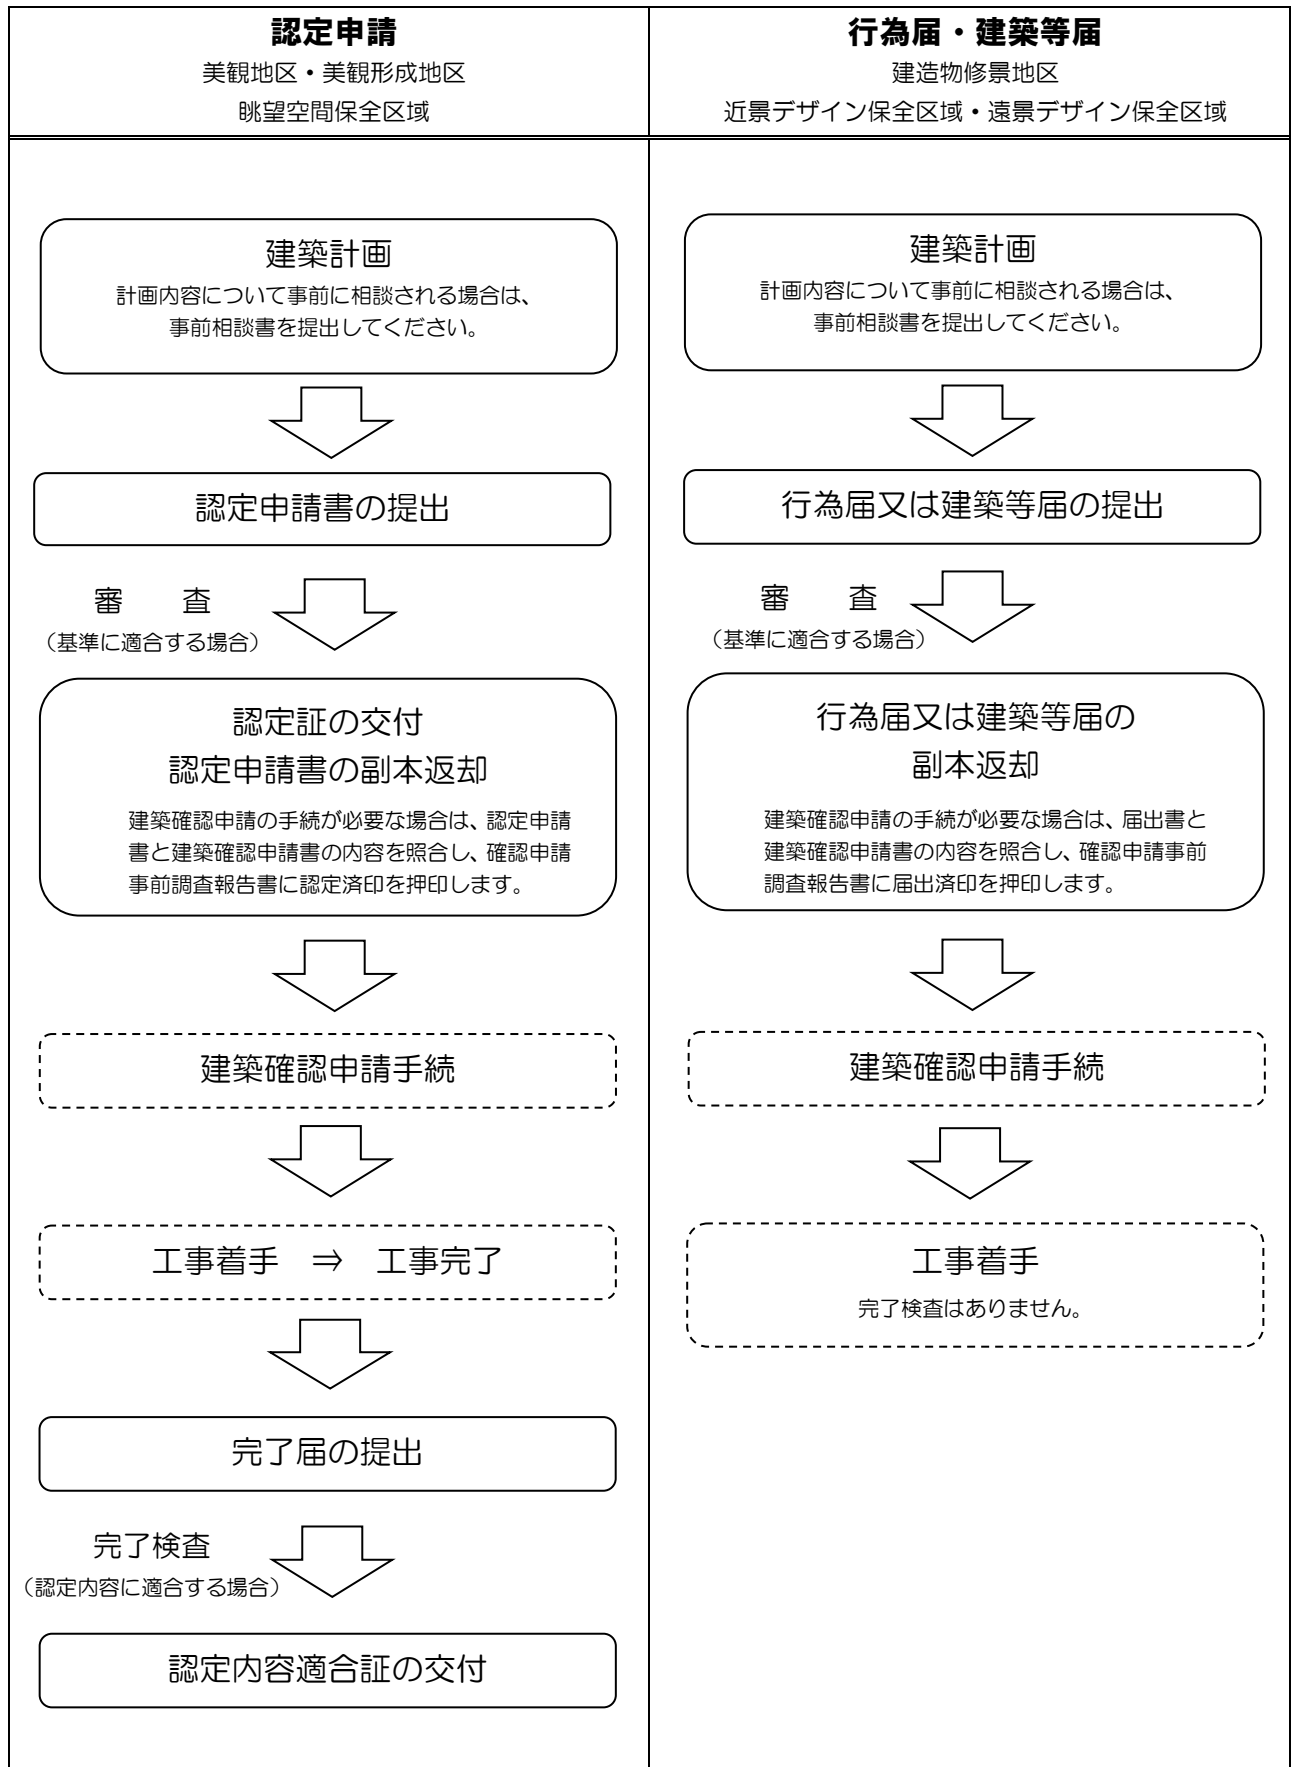 認定申請
美観地区・美観形成地区
眺望空間保全区域
建築計画
計画内容について事前に相談される場合は、
事前相談書を提出してください。
認定申請書の提出
審　査
（基準に適合する場合）
認定証の交付
認定申請書の副本返却
建築確認申請の手続が必要な場合は、認定申請
書と建築確認申請書の内容を照合し、確認申請
事前調査報告書に認定済印を押印します。
建築確認申請手続
工事着手　⇒　工事完了
完了届の提出
完了検査
（認定内容に適合する場合）
認定内容適合証の交付
行為届・建築等届
建造物修景地区
近景デザイン保全区域・遠景デザイン保全区域
建築計画
計画内容について事前に相談される場合は、
事前相談書を提出してください。
行為届又は建築等届の提出
審　査
（基準に適合する場合）
行為届又は建築等届の
副本返却
建築確認申請の手続が必要な場合は、届出書と
建築確認申請書の内容を照合し、確認申請事前
調査報告書に届出済印を押印します。
建築確認申請手続
工事着手
完了検査はありません。